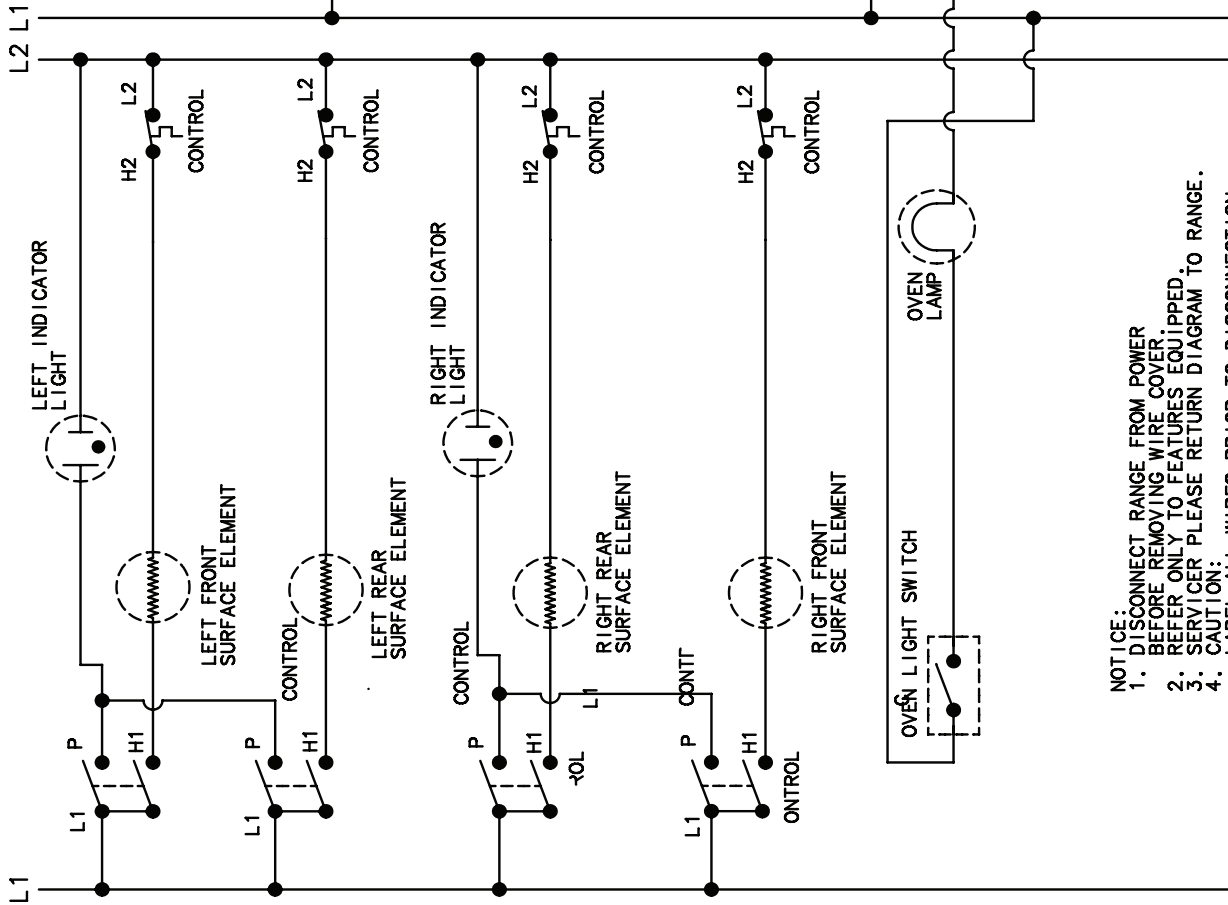 L1
L2
LEFT INDICATOR
LIGHT
L2
H2
CONTROL
L2
H2
CONTROL
RIGHT INDICATOR
LIGHT
L2
H2
CONTROL
L2
H2
CONTROL
OVEN
LAMP
LEFT FRONT
SURFACE ELEMENT
LEFT REAR
SURFACE ELEMENT
RIGHT REAR
SURFACE ELEMENT
RIGHT FRONT
SURFACE ELEMENT
CONTROL
CONTROL
L1
CONT
OVEN LIGHT SWITCH
P
H1
L1
P
H1
L1
P
H1
ROL
P
H1
L1
ONTROL
L1
NOTICE:
1. DISCONNECT RANGE FROM POWER
BEFORE REMOVING WIRE COVER.
2. REFER ONLY TO FEATURES EQUIPPED.
3. SERVICER PLEASE RETURN DIAGRAM TO RANGE.
4. CAUTION: